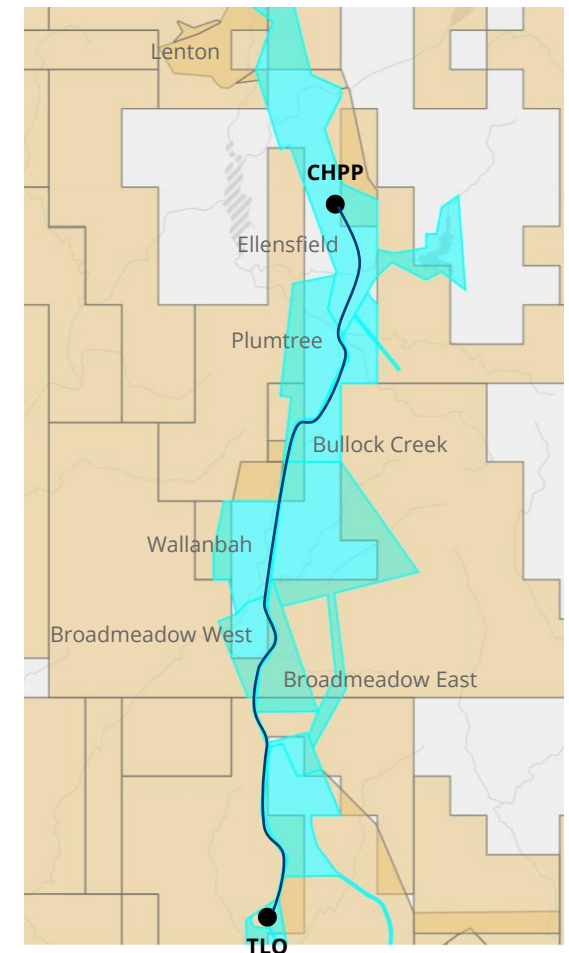 Lenton
CHPP
Ellensfield
Plumtree
Bullock Creek
Wallanbah
Broadmeadow West
Broadmeadow East
TLO